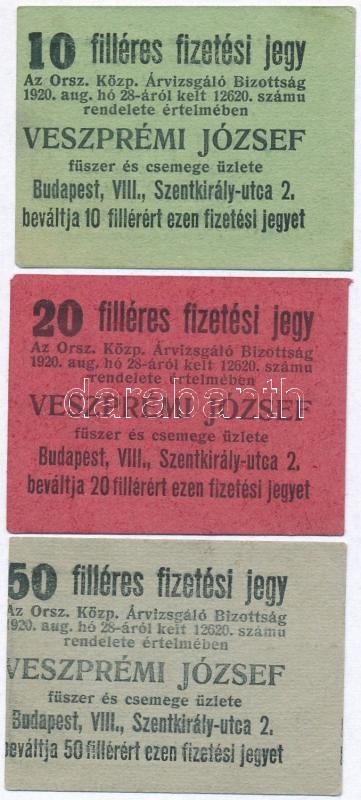 10 filléres fizetési jegy
Az Orsz. Közp. Árvizsgáló Bizottság
1920. aug. hó 28-áról kelt 12620. számu
rendelete értelmében
VESZPRÉMI JÓZSEF
füszer és csemege üzlete
Budapest, VIII., Szentkirály-utca 2.
beváltja 10 fillérért ezen fizetési jegyet
20 filléres fizetési jegy
Az Orsz. Közp. Árvizsgáló Bizottság
1920. aug. hó 28-áról kelt 12620. számu
rendelete értelmében
darabanth
VESZPRÉMI JÓZSEF
füszer és csemege üzlete
Budapest, VIII., Szentkirály-utca 2.
beváltja 20 fillérért ezen fizetési jegyet
50 filléres fizetési jegy
Az Orsz. Közp. Árvizsgáló Bizottság
1920. aug. hó 28-áról kelt 12620. számu
rendelete értelmében
VESZPRÉMI JÓZSEF
füszer és csemege üzlete
Budapest, VIII., Szentkirály-utca 2.
beváltja 50 fillérért ezen fizetési jegyet